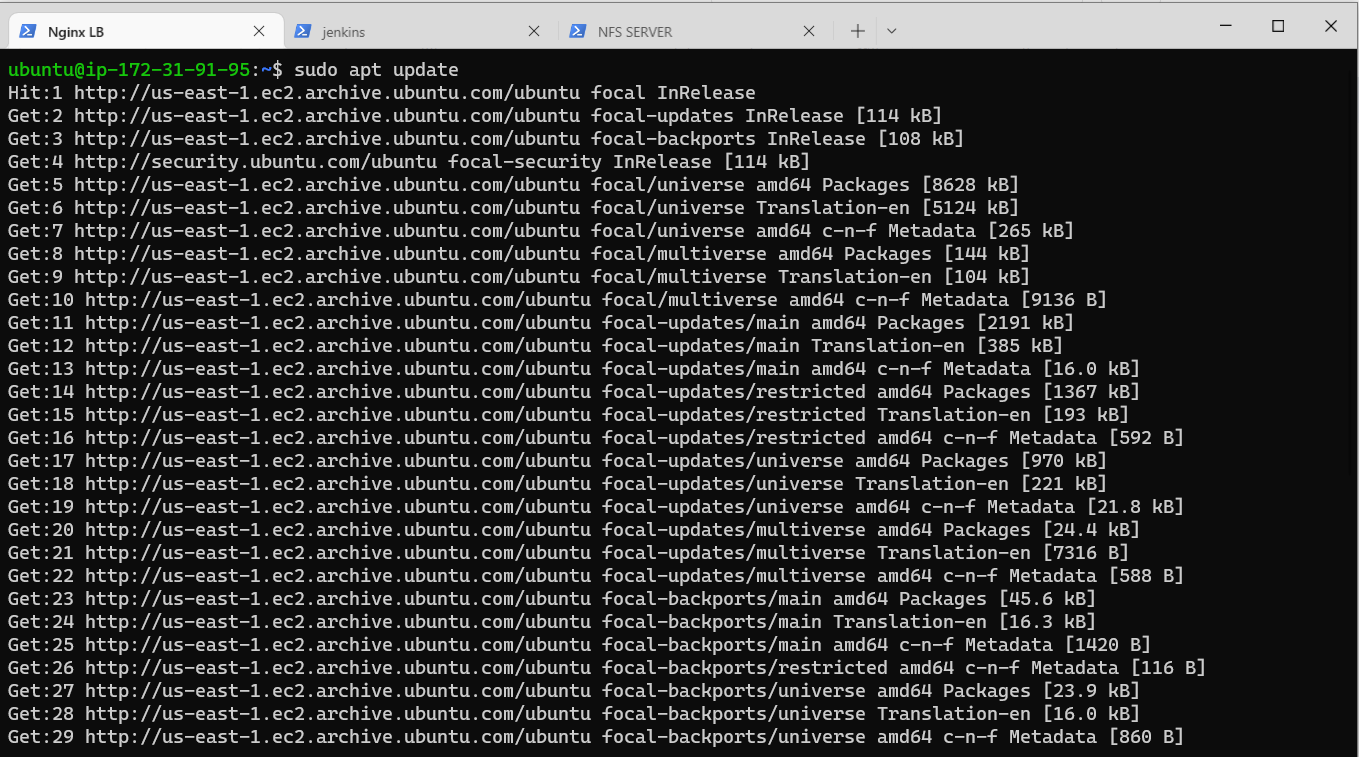 Nginx LB jenkins NFS SERVER
ubuntu@ip-172-31-91-95:~$ sudo apt update
Hit:1 http://us-east-1.ec2.archive.ubuntu.com/ubuntu focal InRelease
Get:2 http://us-east-1.ec2.archive.ubuntu.com/ubuntu focal-updates InRelease [114 kB]
Get:3 http://us-east-1.ec2.archive.ubuntu.com/ubuntu focal-backports InRelease [108 kB]
Get:4 http://security.ubuntu.com/ubuntu focal-security InRelease [114 kB]
Get:5 http://us-east-1.ec2.archive.ubuntu.com/ubuntu focal/universe amd64 Packages [8628 kB]
Get:6 http://us-east-1.ec2.archive.ubuntu.com/ubuntu focal/universe Translation-en [5124 kB]
Get:7 http://us-east-1.ec2.archive.ubuntu.com/ubuntu focal/universe amd64 c-n-f Metadata [265 kB]
Get:8 http://us-east-1.ec2.archive.ubuntu.com/ubuntu focal/multiverse amd64 Packages [144 kB]
Get:9 http://us-east-1.ec2.archive.ubuntu.com/ubuntu focal/multiverse Translation-en [104 kB]
Get:10 http://us-east-1.ec2.archive.ubuntu.com/ubuntu focal/multiverse amd64 c-n-f Metadata [9136 B]
Get:11 http://us-east-1.ec2.archive.ubuntu.com/ubuntu focal-updates/main amd64 Packages [2191 kB]
Get:12 http://us-east-1.ec2.archive.ubuntu.com/ubuntu focal-updates/main Translation-en [385 kB]
Get:13 http://us-east-1.ec2.archive.ubuntu.com/ubuntu focal-updates/main amd64 c-n-f Metadata [16.0 kB]
Get:14 http://us-east-1.ec2.archive.ubuntu.com/ubuntu focal-updates/restricted amd64 Packages [1367 kB]
Get:15 http://us-east-1.ec2.archive.ubuntu.com/ubuntu focal-updates/restricted Translation-en [193 kB]
Get:16 http://us-east-1.ec2.archive.ubuntu.com/ubuntu focal-updates/restricted amd64 c-n-f Metadata [592 B]
Get:17 http://us-east-1.ec2.archive.ubuntu.com/ubuntu focal-updates/universe amd64 Packages [970 kB]
Get:18 http://us-east-1.ec2.archive.ubuntu.com/ubuntu focal-updates/universe Translation-en [221 kB]
Get:19 http://us-east-1.ec2.archive.ubuntu.com/ubuntu focal-updates/universe amd64 c-n-f Metadata [21.8 kB]
Get:20 http://us-east-1.ec2.archive.ubuntu.com/ubuntu focal-updates/multiverse amd64 Packages [24.4 kB]
Get:21 http://us-east-1.ec2.archive.ubuntu.com/ubuntu focal-updates/multiverse Translation-en [7316 B]
Get:22 http://us-east-1.ec2.archive.ubuntu.com/ubuntu focal-updates/multiverse amd64 c-n-f Metadata [588 B]
Get:23 http://us-east-1.ec2.archive.ubuntu.com/ubuntu focal-backports/main amd64 Packages [45.6 kB]
Get:24 http://us-east-1.ec2.archive.ubuntu.com/ubuntu focal-backports/main Translation-en [16.3 kB]
Get:25 http://us-east-1.ec2.archive.ubuntu.com/ubuntu focal-backports/main amd64 c-n-f Metadata [1420 B]
Get:26 http://us-east-1.ec2.archive.ubuntu.com/ubuntu focal-backports/restricted amd64 c-n-f Metadata [116 B]
Get:27 http://us-east-1.ec2.archive.ubuntu.com/ubuntu focal-backports/universe amd64 Packages [23.9 kB]
Get:28 http://us-east-1.ec2.archive.ubuntu.com/ubuntu focal-backports/universe Translation-en [16.0 kB]
Get:29 http://us-east-1.ec2.archive.ubuntu.com/ubuntu focal-backports/universe amd64 c-n-f Metadata [860 B]